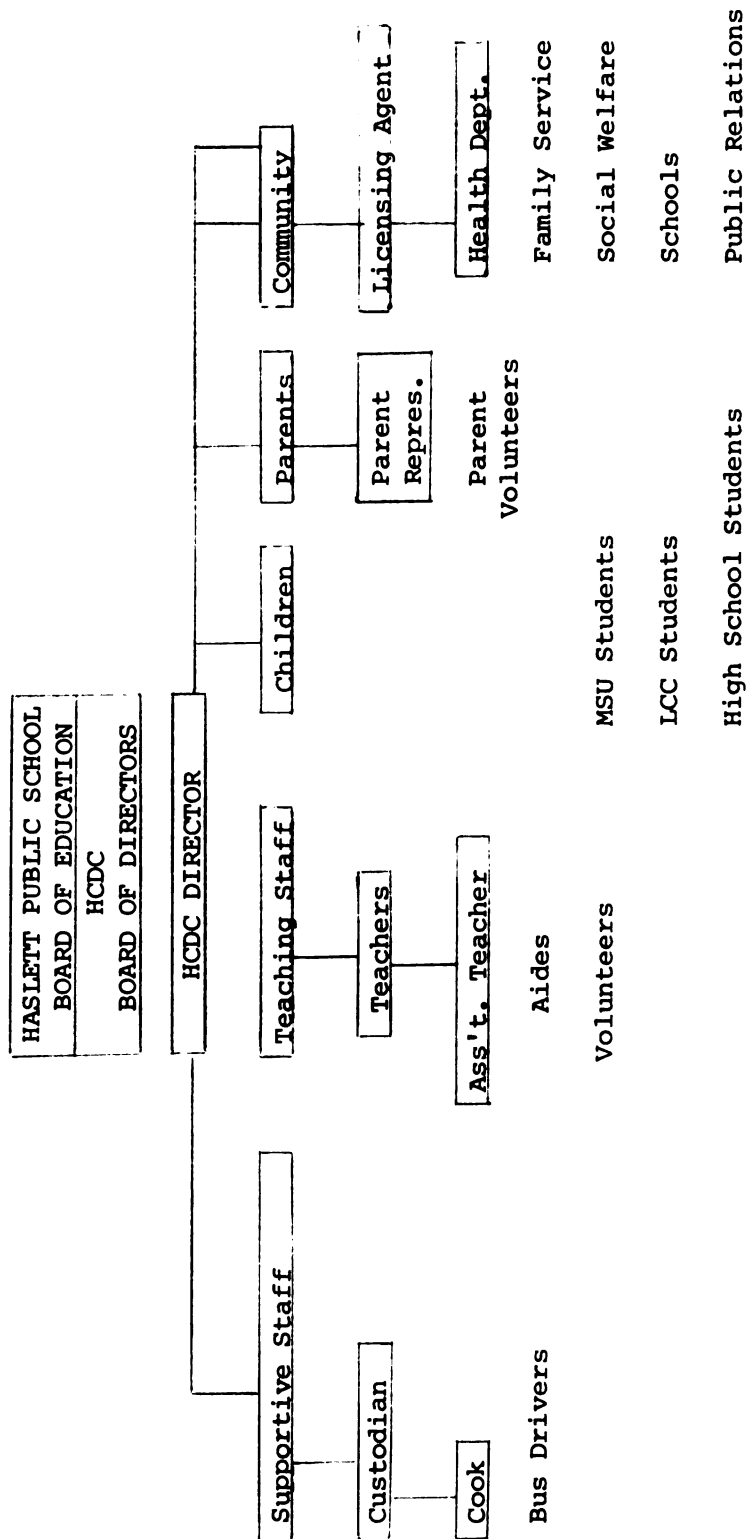 HASLETT PUBLIC SCHOOL
BOARD OF EDUCATION
HCDC
BOARD OF DIRECTORS
HCDC DIRECTOR
Supportive Staff
Custodian
Cook
Bus Drivers
Teaching Staff
Teachers
Ass't. Teacher
Aides
Volunteers
Children
MSU Students
LCC Students
High School Students
Parents
Parent
Repres.
Parent
Volunteers
Community
Licensing Agent
Health Dept.
Family Service
Social Welfare
Schools
Public Relations